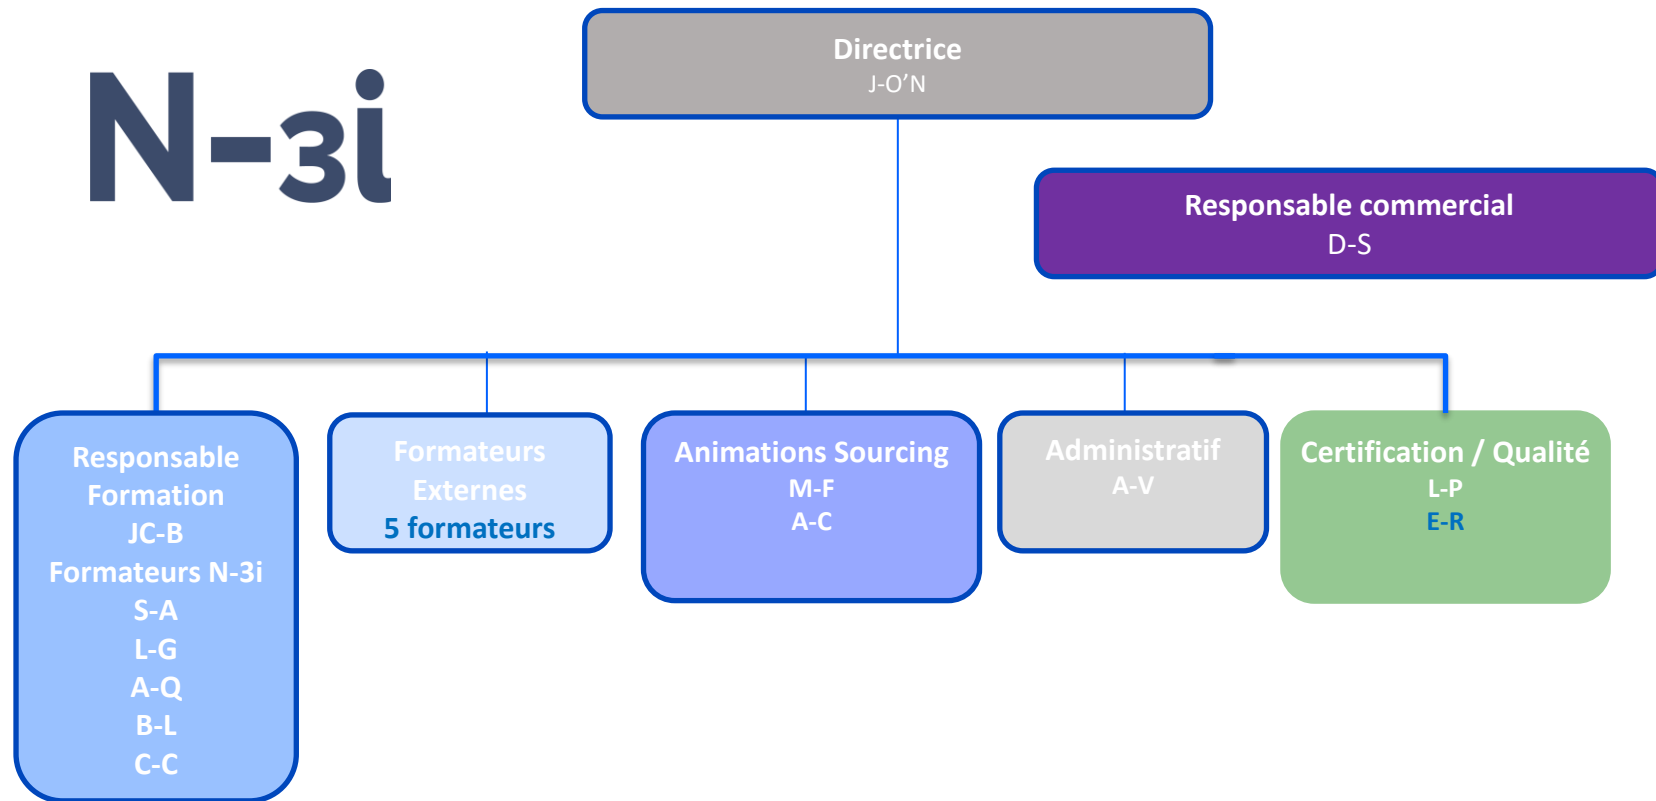 N-3i
Directrice
J-O’N
Responsable commercial
D-S
Responsable
Formation
JC-B
Formateurs N-3i
S-A
L-G
A-Q
B-L
C-C
Formateurs
Externes
5 formateurs
Animations Sourcing
M-F
A-C
Administratif
A-V
Certification / Qualité
L-P
E-R